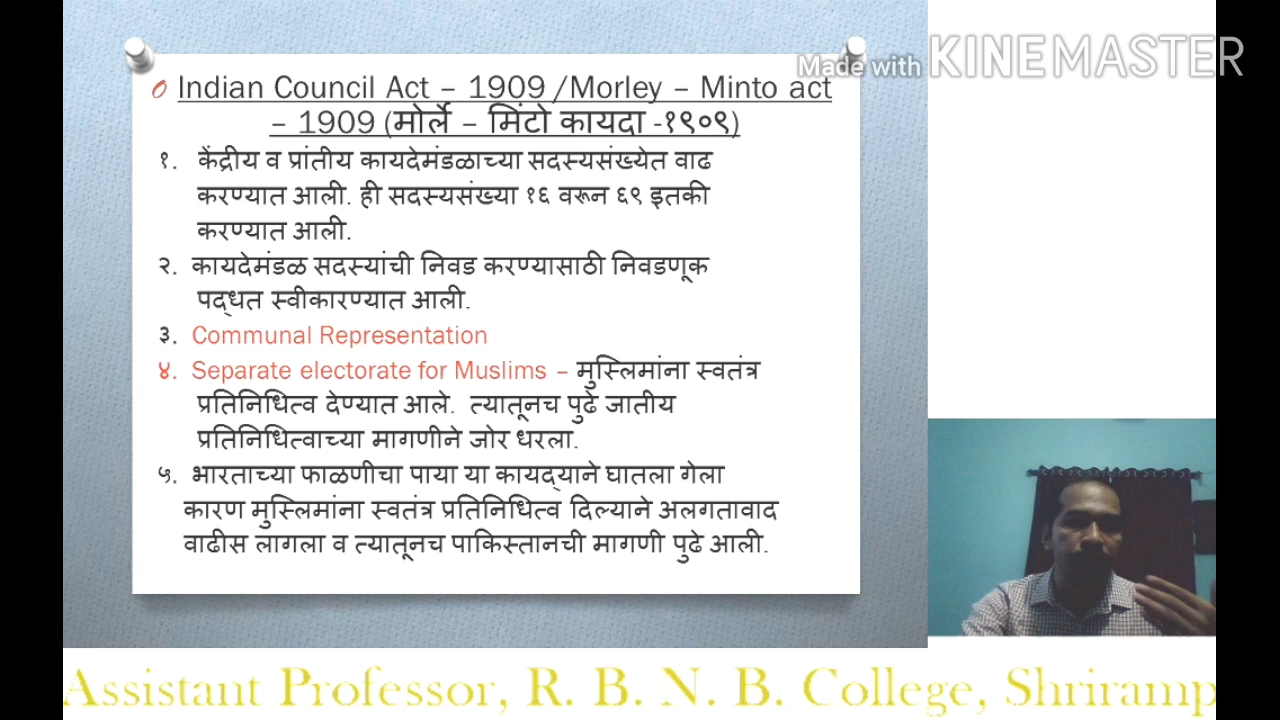 Made with KINEMASTER
Indian Council Act – 1909 /Morley – Minto act
– 1909 (मोर्ले – मिंटो कायदा -१९०९)
१. केंद्रीय व प्रांतीय कायदेमंडळाच्या सदस्यसंख्येत वाढ
करण्यात आली. ही सदस्यसंख्या १६ वरून ६९ इतकी
करण्यात आली.
२. कायदेमंडळ सदस्यांची निवड करण्यासाठी निवडणूक
पद्धत स्वीकारण्यात आली.
३. Communal Representation
४. Separate electorate for Muslims – मुस्लिमांना स्वतंत्र
प्रतिनिधित्व देण्यात आले. त्यातूनच पुढे जातीय
प्रतिनिधित्वाच्या मागणीने जोर धरला.
५. भारताच्या फाळणीचा पाया या कायद्याने घातला गेला
कारण मुस्लिमांना स्वतंत्र प्रतिनिधित्व दिल्याने अलगतावाद
वाढीस लागला व त्यातूनच पाकिस्तानची मागणी पुढे आली.
Assistant Professor, R. B. N. B. College, Shriramp